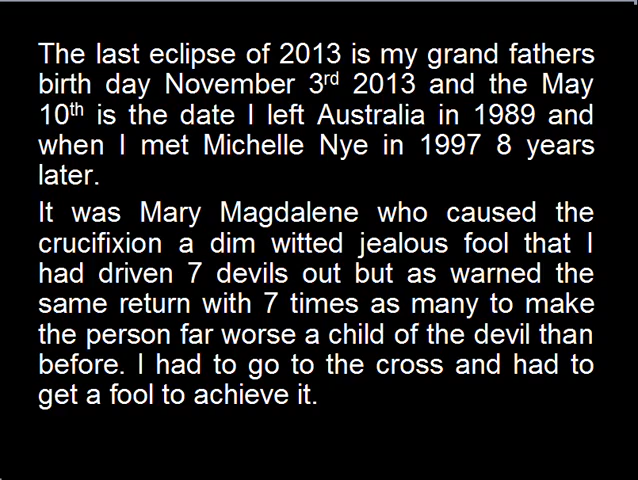 The last eclipse of 2013 is my grand fathers
birth day November 3rd 2013 and the May
10th is the date I left Australia in 1989 and
when I met Michelle Nye in 1997 8 years
later.
It was Mary Magdalene who caused the
crucifixion a dim witted jealous fool that I
had driven 7 devils out but as warned the
same return with 7 times as many to make
the person far worse a child of the devil than
before. I had to go to the cross and had to
get a fool to achieve it.